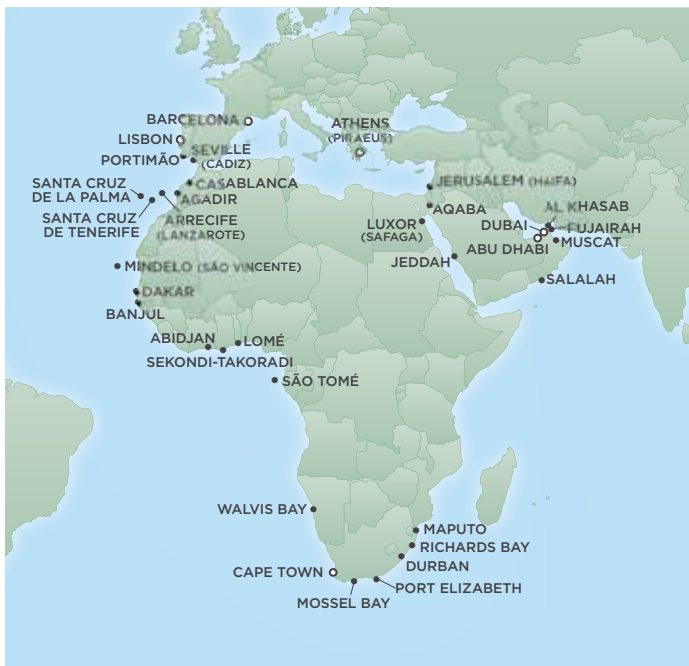 BARCELONA
ATHENS
(PIRAEUS)
LISBON
SEVILLE
(CADIZ)
PORTIMÃO
CASABLANCA
AGADIR
SANTA CRUZ
DE LA PALMA
SANTA CRUZ
DE TENERIFE
ARRECIFE
(LANZAROTE)
JERUSALEM (HAIFA)
AQABA
LUXOR
(SAFAGA)
JEDDAH
AL KHASAB
DUBAI
FUJAIRAH
ABU DHABI
MUSCAT
SALALAH
MINDELO (SÃO VINCENTE)
DAKAR
BANJUL
ABIDJAN
LOMÉ
SEKONDI-TAKORADI
SÃO TOMÉ
WALVIS BAY
MAPUTO
RICHARDS BAY
DURBAN
CAPE TOWN
PORT ELIZABETH
MOSSEL BAY